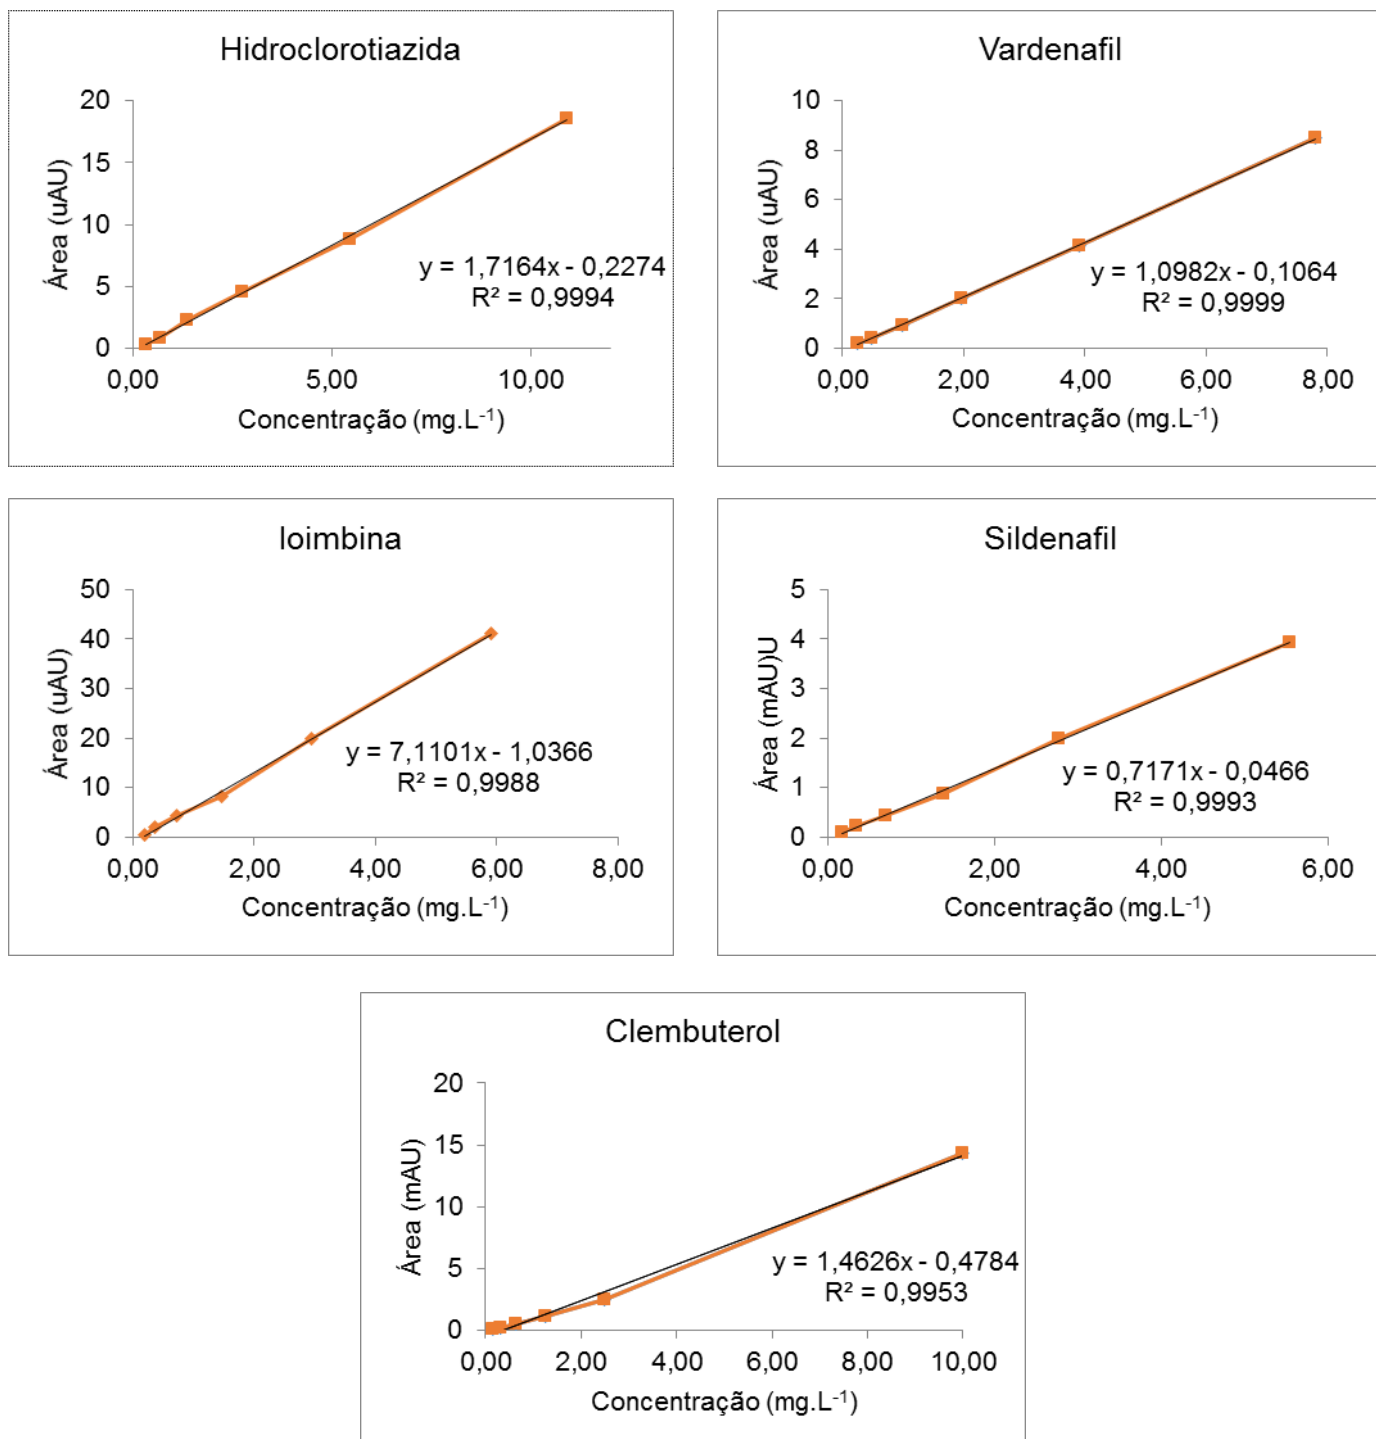 Hidroclorotiazida
20
15
10
5
0
0,00
5,00
10,00
Área (uAU)
y = 1,7164x - 0,2274
R² = 0,9994
Concentração (mg.L⁻¹)
Vardenafil
10
8
6
4
2
0
0,00
2,00
4,00
6,00
8,00
Área (uAU)
y = 1,0982x - 0,1064
R² = 0,9999
Concentração (mg.L⁻¹)
Ioimbina
50
40
30
20
10
0
0,00
2,00
4,00
6,00
8,00
Área (uAU)
y = 7,1101x - 1,0366
R² = 0,9988
Concentração (mg.L⁻¹)
Sildenafil
5
4
3
2
1
0
0,00
2,00
4,00
6,00
Área (mAU)U
y = 0,7171x - 0,0466
R² = 0,9993
Concentração (mg.L⁻¹)
Clembuterol
20
15
10
5
0
0,00
2,00
4,00
6,00
8,00
10,00
Área (mAU)
y = 1,4626x - 0,4784
R² = 0,9953
Concentração (mg.L⁻¹)